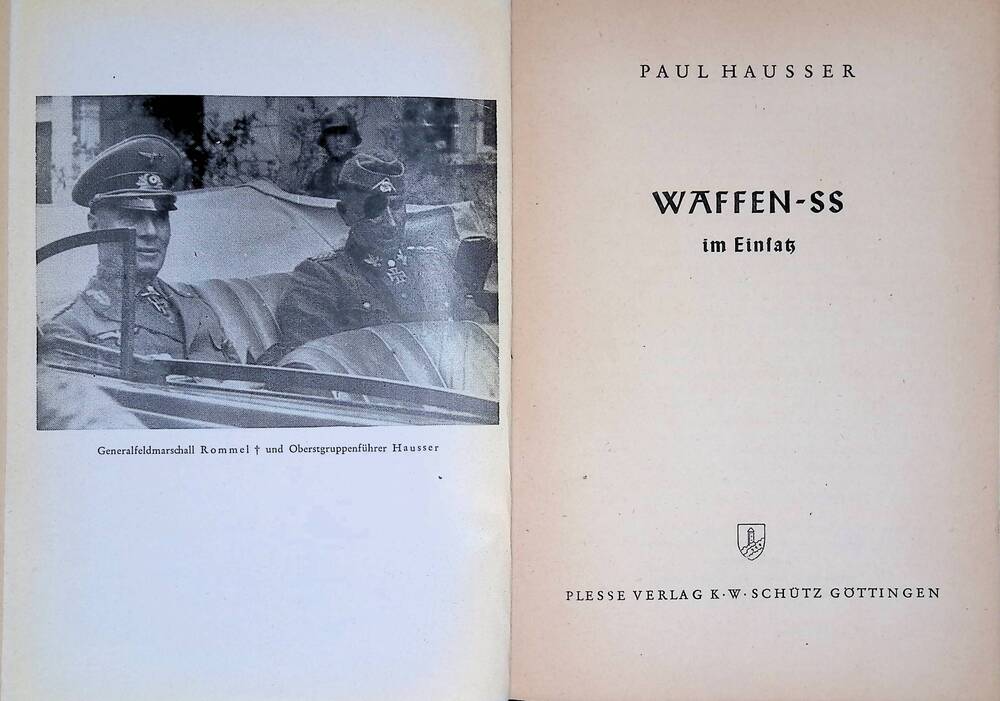 Generalfeldmarschall Rommel † und Oberstgruppenführer Hausser
PAUL HAUSSER
WAFFEN-SS
im Einsatz
PLESSE VERLAG K·W·SCHÜTZ GÖTTINGEN